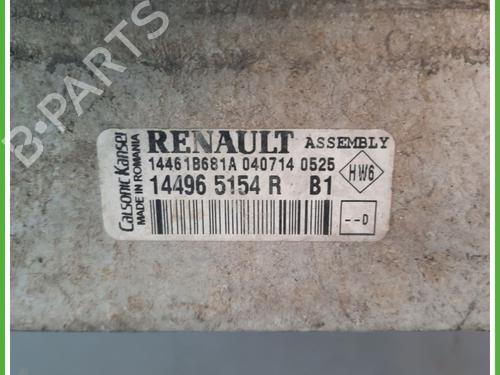 B-PARTS
Calsonic Kansei
MADE IN ROMANIA
RENAULT ASSEMBLY
14461B681A 040714 0525
14496 5154 R B1
HW6
--D